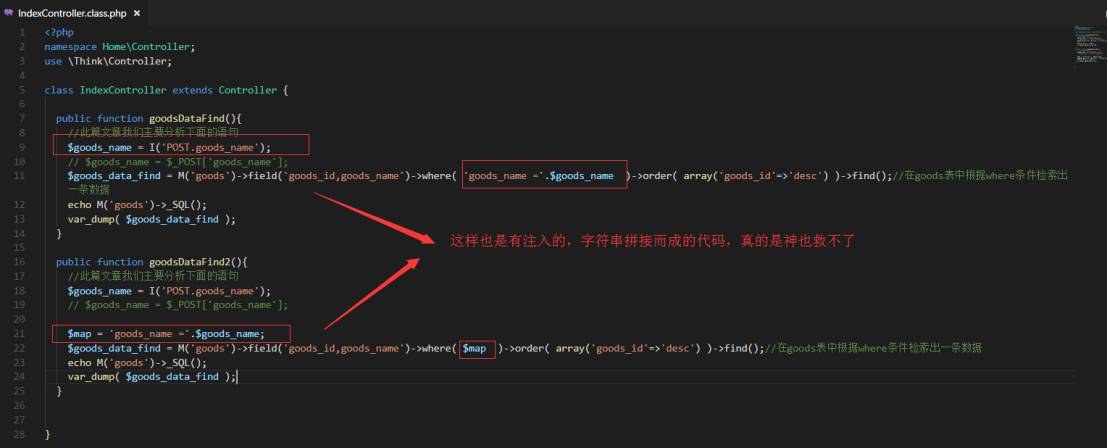 IndexController.class.php ×
1 <?php
2 namespace Home\Controller;
3 use \Think\Controller;
4
5 class IndexController extends Controller {
6
7 public function goodsDataFind(){
8 //此篇文章我们主要分析下面的语句
9 $goods_name = I('POST.goods_name');
10 // $goods_name = $_POST['goods_name'];
11 $goods_data_find = M('goods')->field('goods_id,goods_name')->where( 'goods_name ='.$goods_name )->order( array('goods_id'=>'desc') )->find();//在goods表中根据where条件检索出
一条数据
12 echo M('goods')->_SQL();
13 var_dump( $goods_data_find );
14 }
这样也是有注入的，字符串拼接而成的代码，真的是神也救不了
15
16 public function goodsDataFind2(){
17 //此篇文章我们主要分析下面的语句
18 $goods_name = I('POST.goods_name');
19 // $goods_name = $_POST['goods_name'];
20
21 $map = 'goods_name ='.$goods_name;
22 $goods_data_find = M('goods')->field('goods_id,goods_name')->where( $map )->order( array('goods_id'=>'desc') )->find();//在goods表中根据where条件检索出一条数据
23 echo M('goods')->_SQL();
24 var_dump( $goods_data_find );
25 }
26
27
28 }